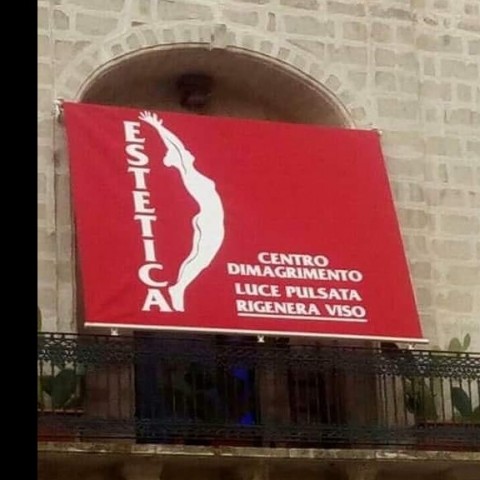 ESTETICA
CENTRO
DIMAGRIMENTO
LUCE PULSATA
RIGENERA VISO